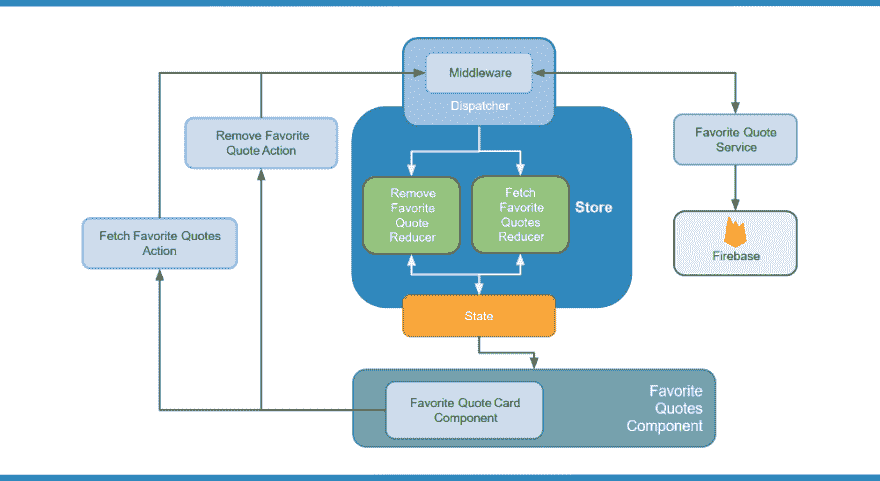 Middleware
Dispatcher
Remove Favorite
Quote Action
Favorite Quote
Service
Remove
Favorite
Quote
Reducer
Fetch
Favorite
Quotes
Reducer
Store
Fetch Favorite Quotes
Action
Firebase
State
Favorite Quote Card
Component
Favorite
Quotes
Component